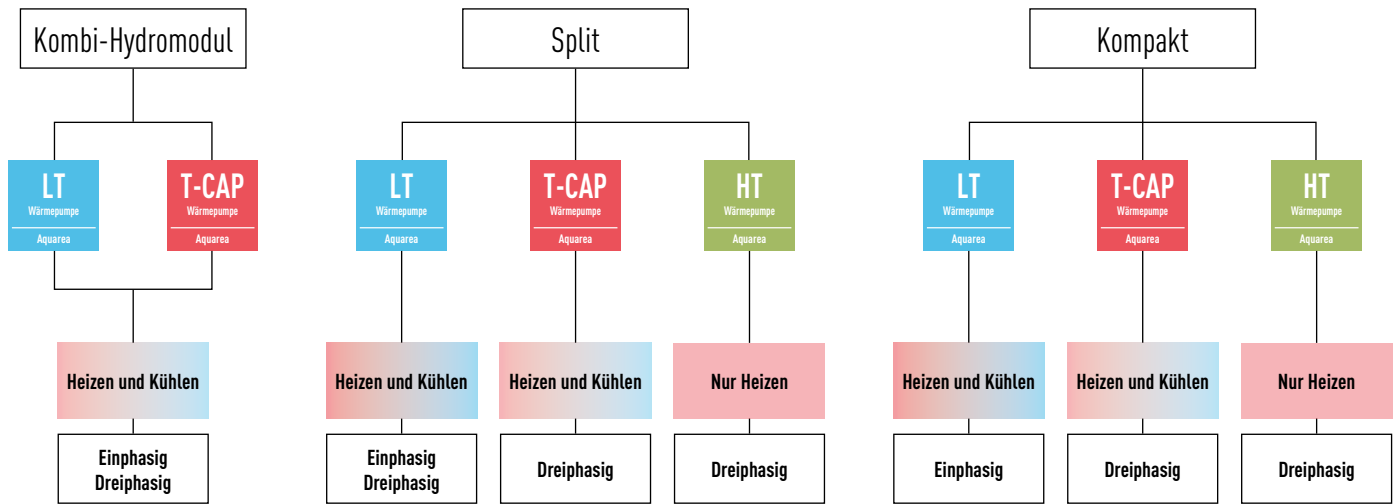 Kombi-Hydromodul
Split
Kompakt
LT
Wärmepumpe
Aquarea
T-CAP
Wärmepumpe
Aquarea
LT
Wärmepumpe
Aquarea
T-CAP
Wärmepumpe
Aquarea
HT
Wärmepumpe
Aquarea
LT
Wärmepumpe
Aquarea
T-CAP
Wärmepumpe
Aquarea
HT
Wärmepumpe
Aquarea
Heizen und Kühlen
Heizen und Kühlen
Heizen und Kühlen
Nur Heizen
Heizen und Kühlen
Heizen und Kühlen
Nur Heizen
Einphasig
Dreiphasig
Einphasig
Dreiphasig
Dreiphasig
Dreiphasig
Einphasig
Dreiphasig
Dreiphasig